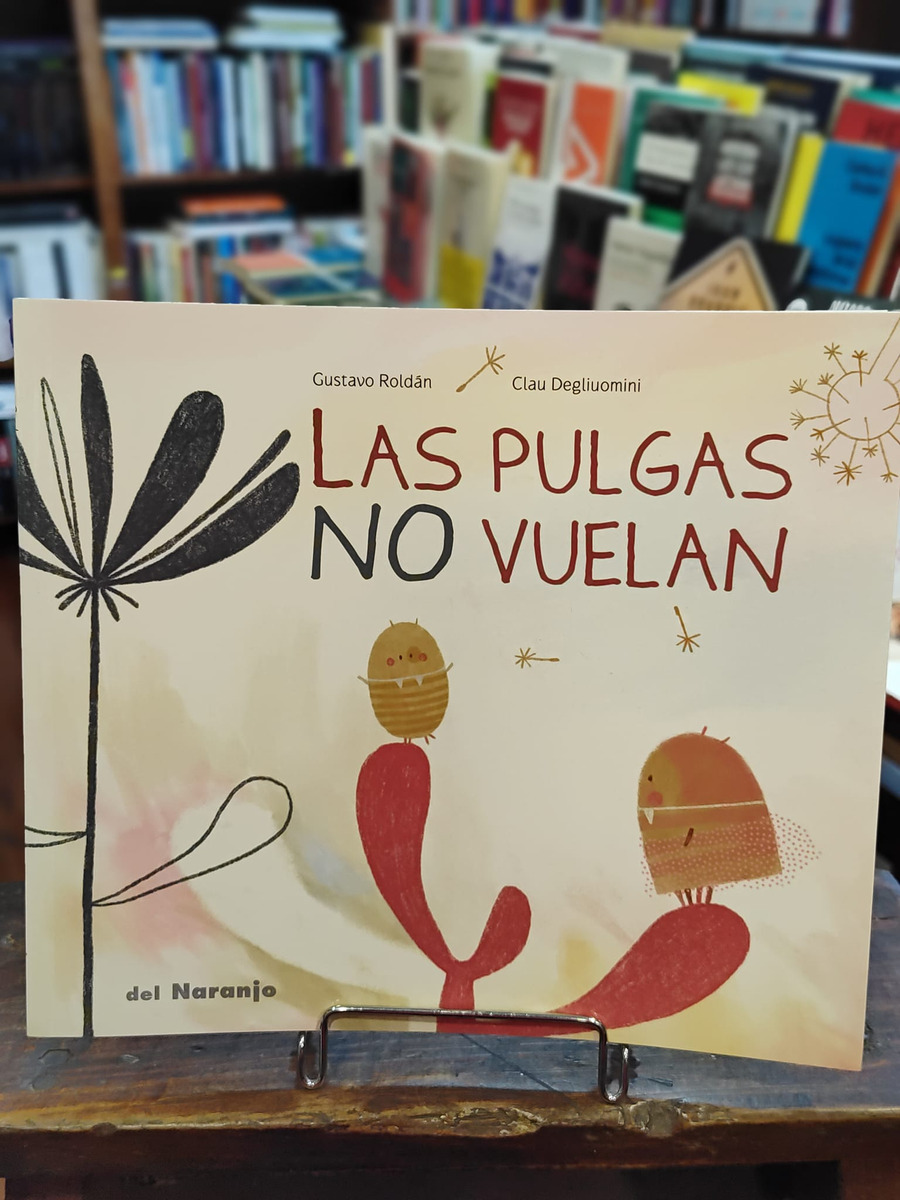 Gustavo Roldán
Clau Degliuomini
LAS PULGAS
NO VUELAN
del Naranjo